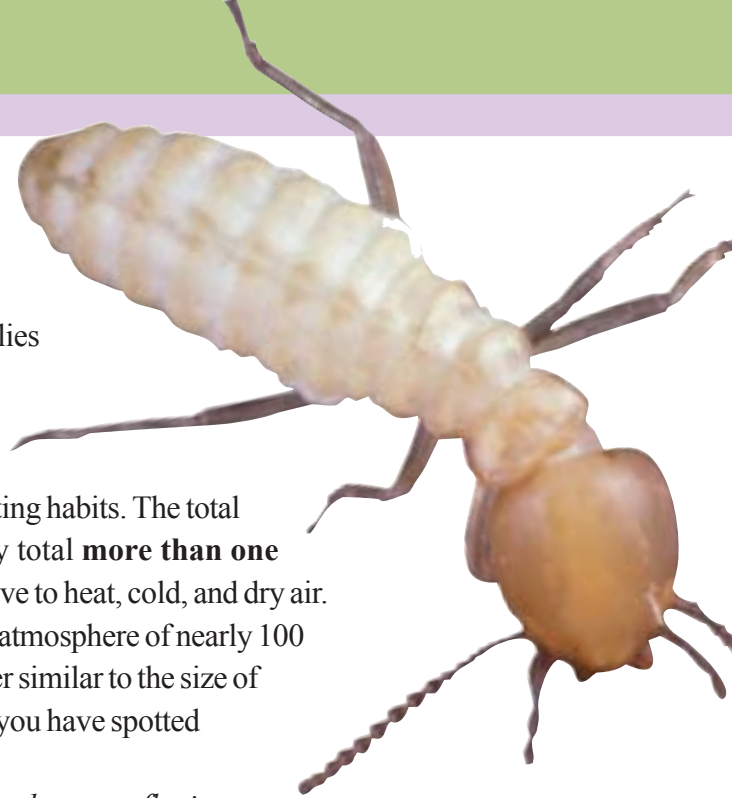 lies
ting habits. The total
y total more than one
ve to heat, cold, and dry air.
atmosphere of nearly 100
er similar to the size of
you have spotted